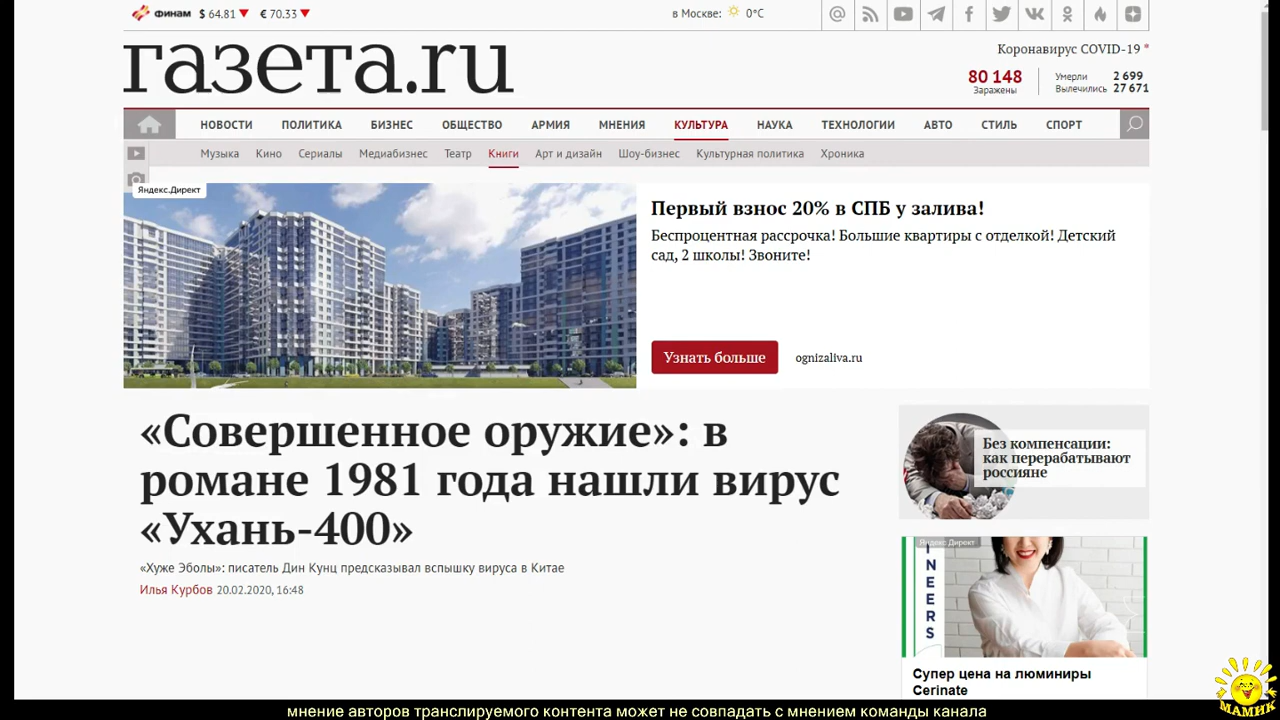 ФИНАМ $ 64.81 € 70.33 в Москве: 0°C
газета.ru
Коронавирус COVID-19 *
80 148 Умерли 2 699
Заражены Вылечились 27 671
НОВОСТИ ПОЛИТИКА БИЗНЕС ОБЩЕСТВО АРМИЯ МНЕНИЯ КУЛЬТУРА НАУКА ТЕХНОЛОГИИ АВТО СТИЛЬ СПОРТ
Музыка Кино Сериалы Медиабизнес Театр Книги Арт и дизайн Шоу-бизнес Культурная политика Хроника
Яндекс.Директ
Первый взнос 20% в СПБ у залива!
Беспроцентная рассрочка! Большие квартиры с отделкой! Детский
сад, 2 школы! Звоните!
Узнать больше ognizaliva.ru
«Совершенное оружие»: в
романе 1981 года нашли вирус
«Ухань-400»
«Хуже Эболы»: писатель Дин Кунц предсказывал вспышку вируса в Китае
Илья Курбов 20.02.2020, 16:48
Без компенсации:
как перерабатывают
россияне
Яндекс.Директ
INEERS
Супер цена на люминиры
Cerinate
МАМИК
мнение авторов транслируемого контента может не совпадать с мнением команды канала